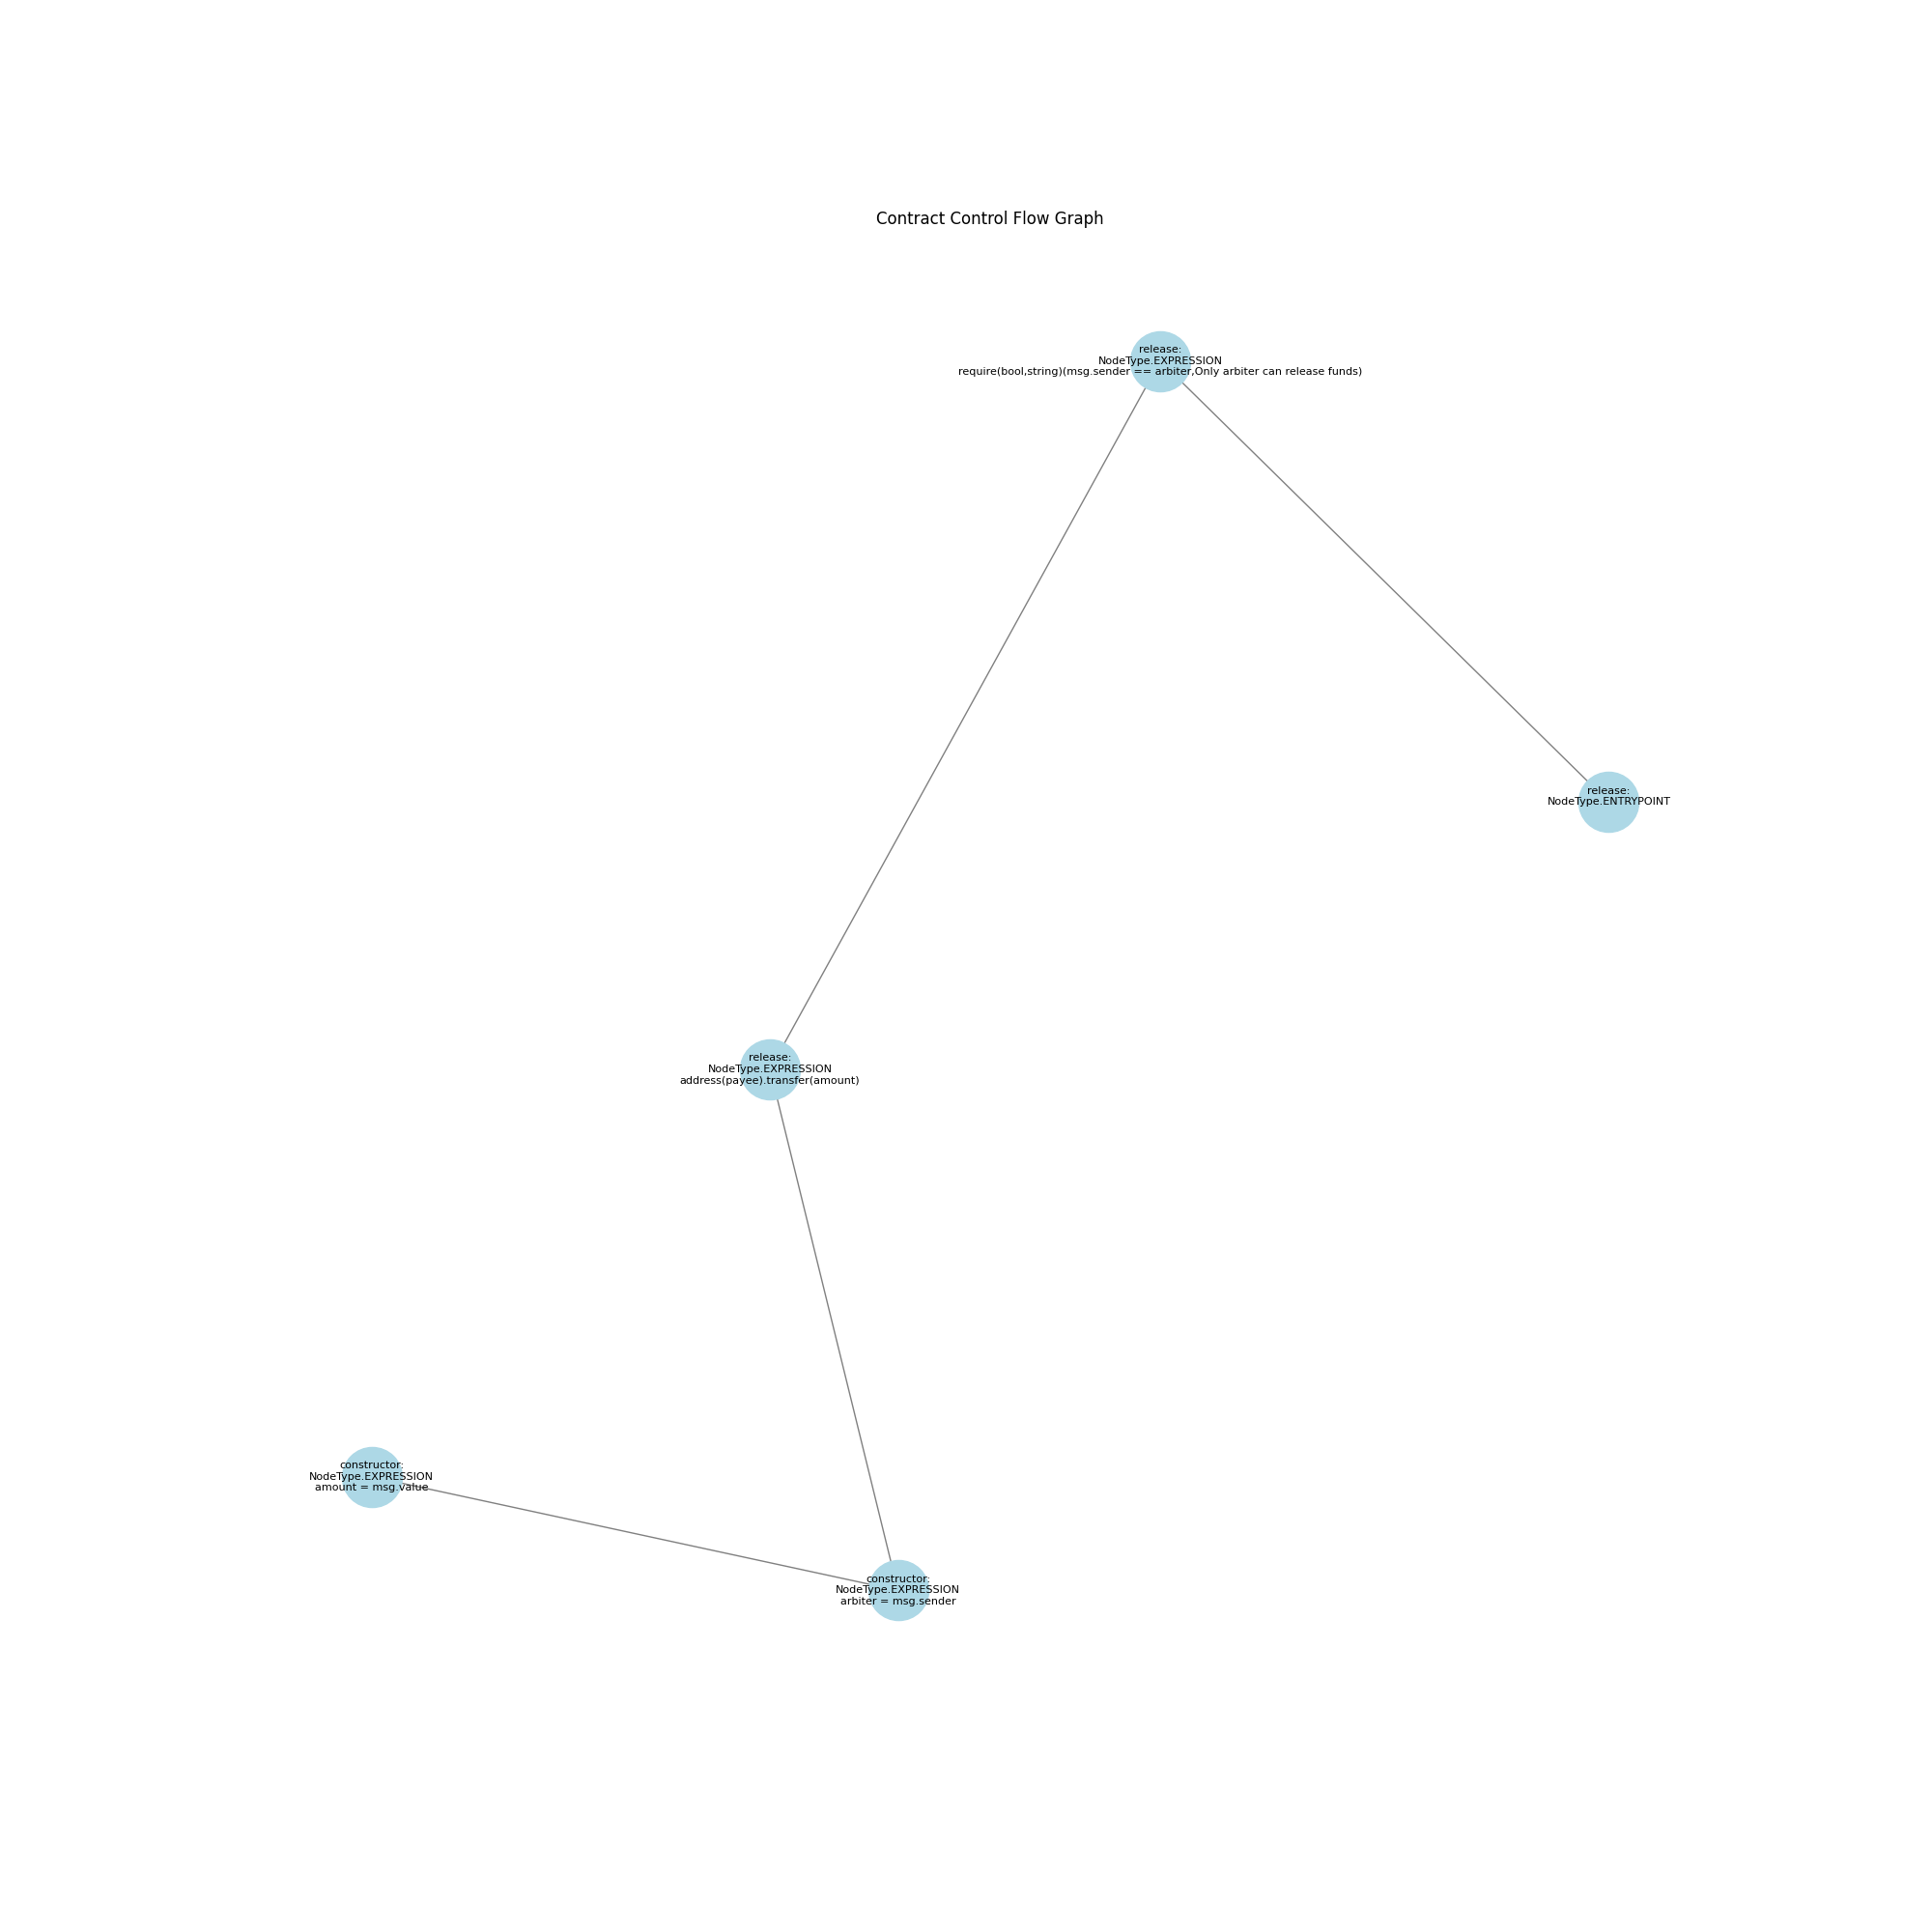 Contract Control Flow Graph
release:
NodeType.EXPRESSION
require(bool,string)(msg.sender == arbiter,Only arbiter can release funds)
release:
NodeType.ENTRYPOINT
release:
NodeType.EXPRESSION
address(payee).transfer(amount)
constructor:
NodeType.EXPRESSION
amount = msg.value
constructor:
NodeType.EXPRESSION
arbiter = msg.sender